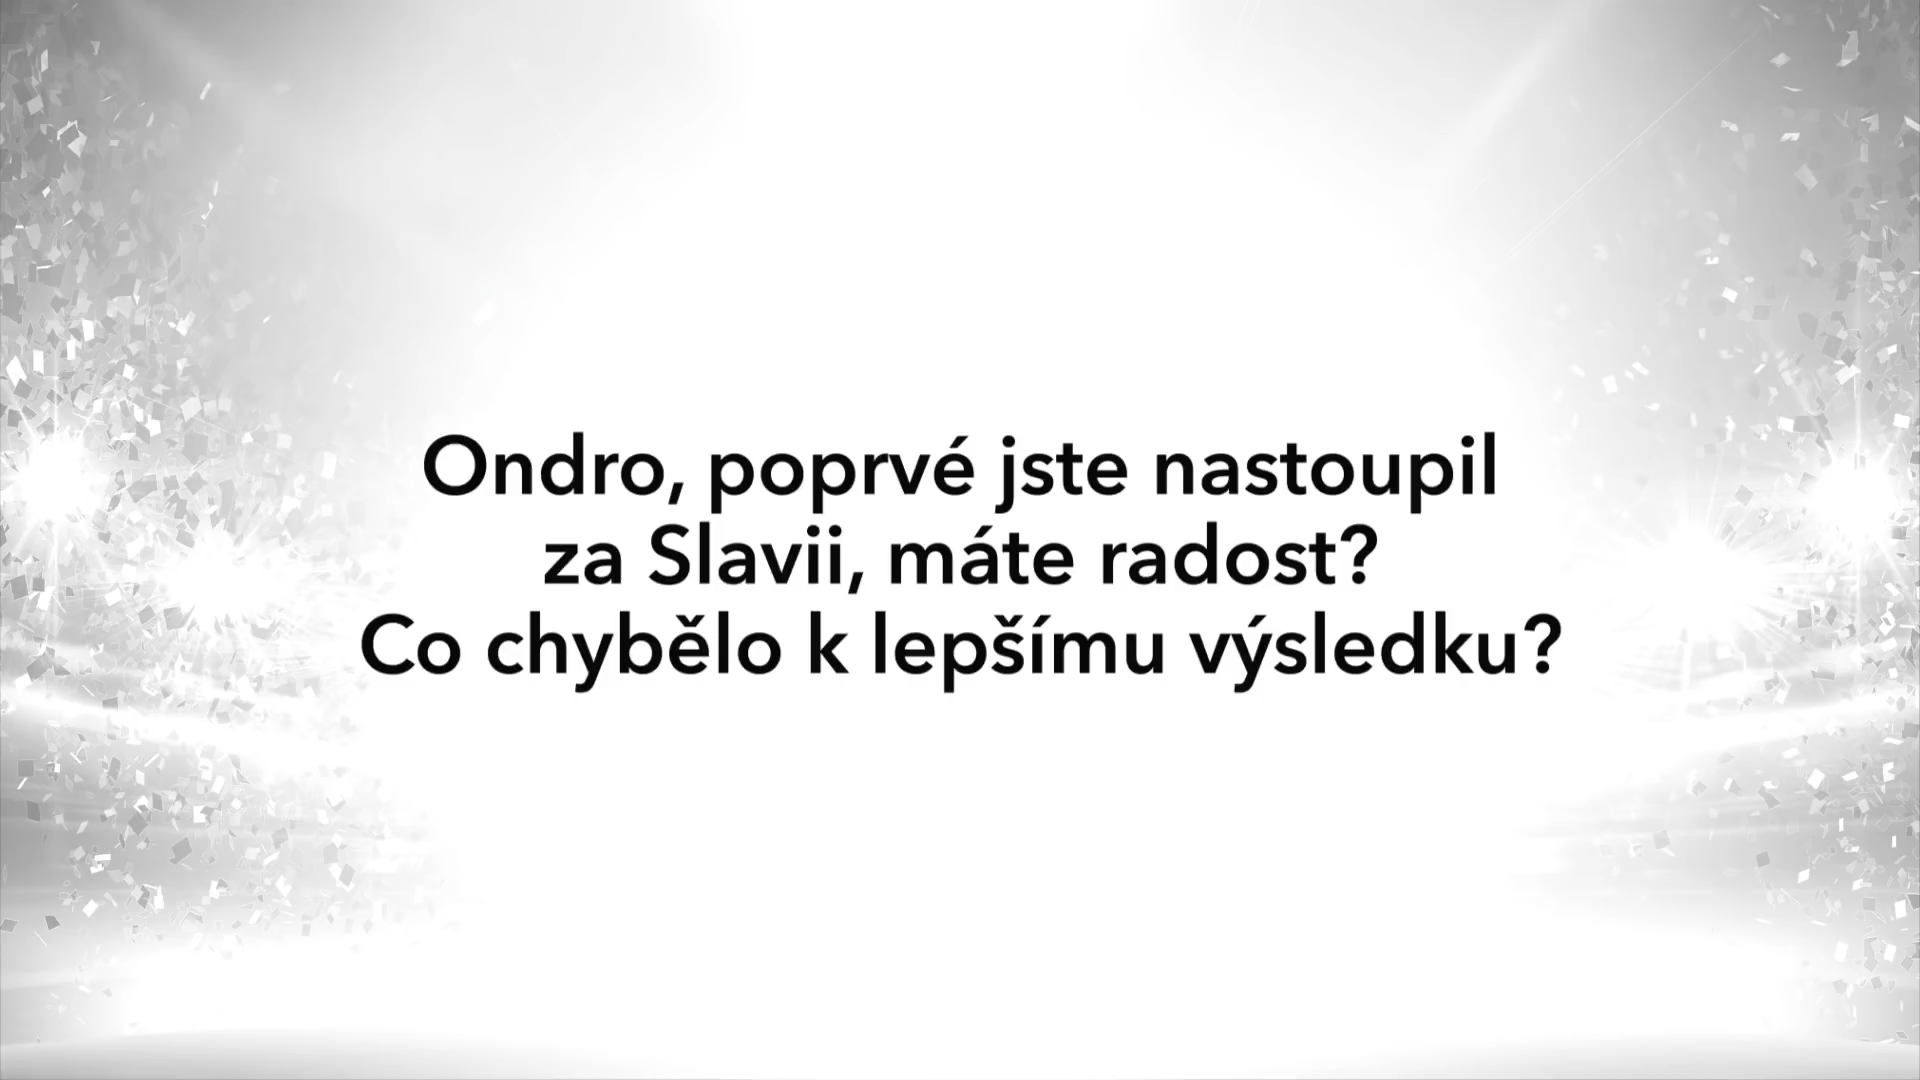 Ondro, poprvé jste nastoupil
za Slavii, máte radost?
Co chybělo k lepšímu výsledku?